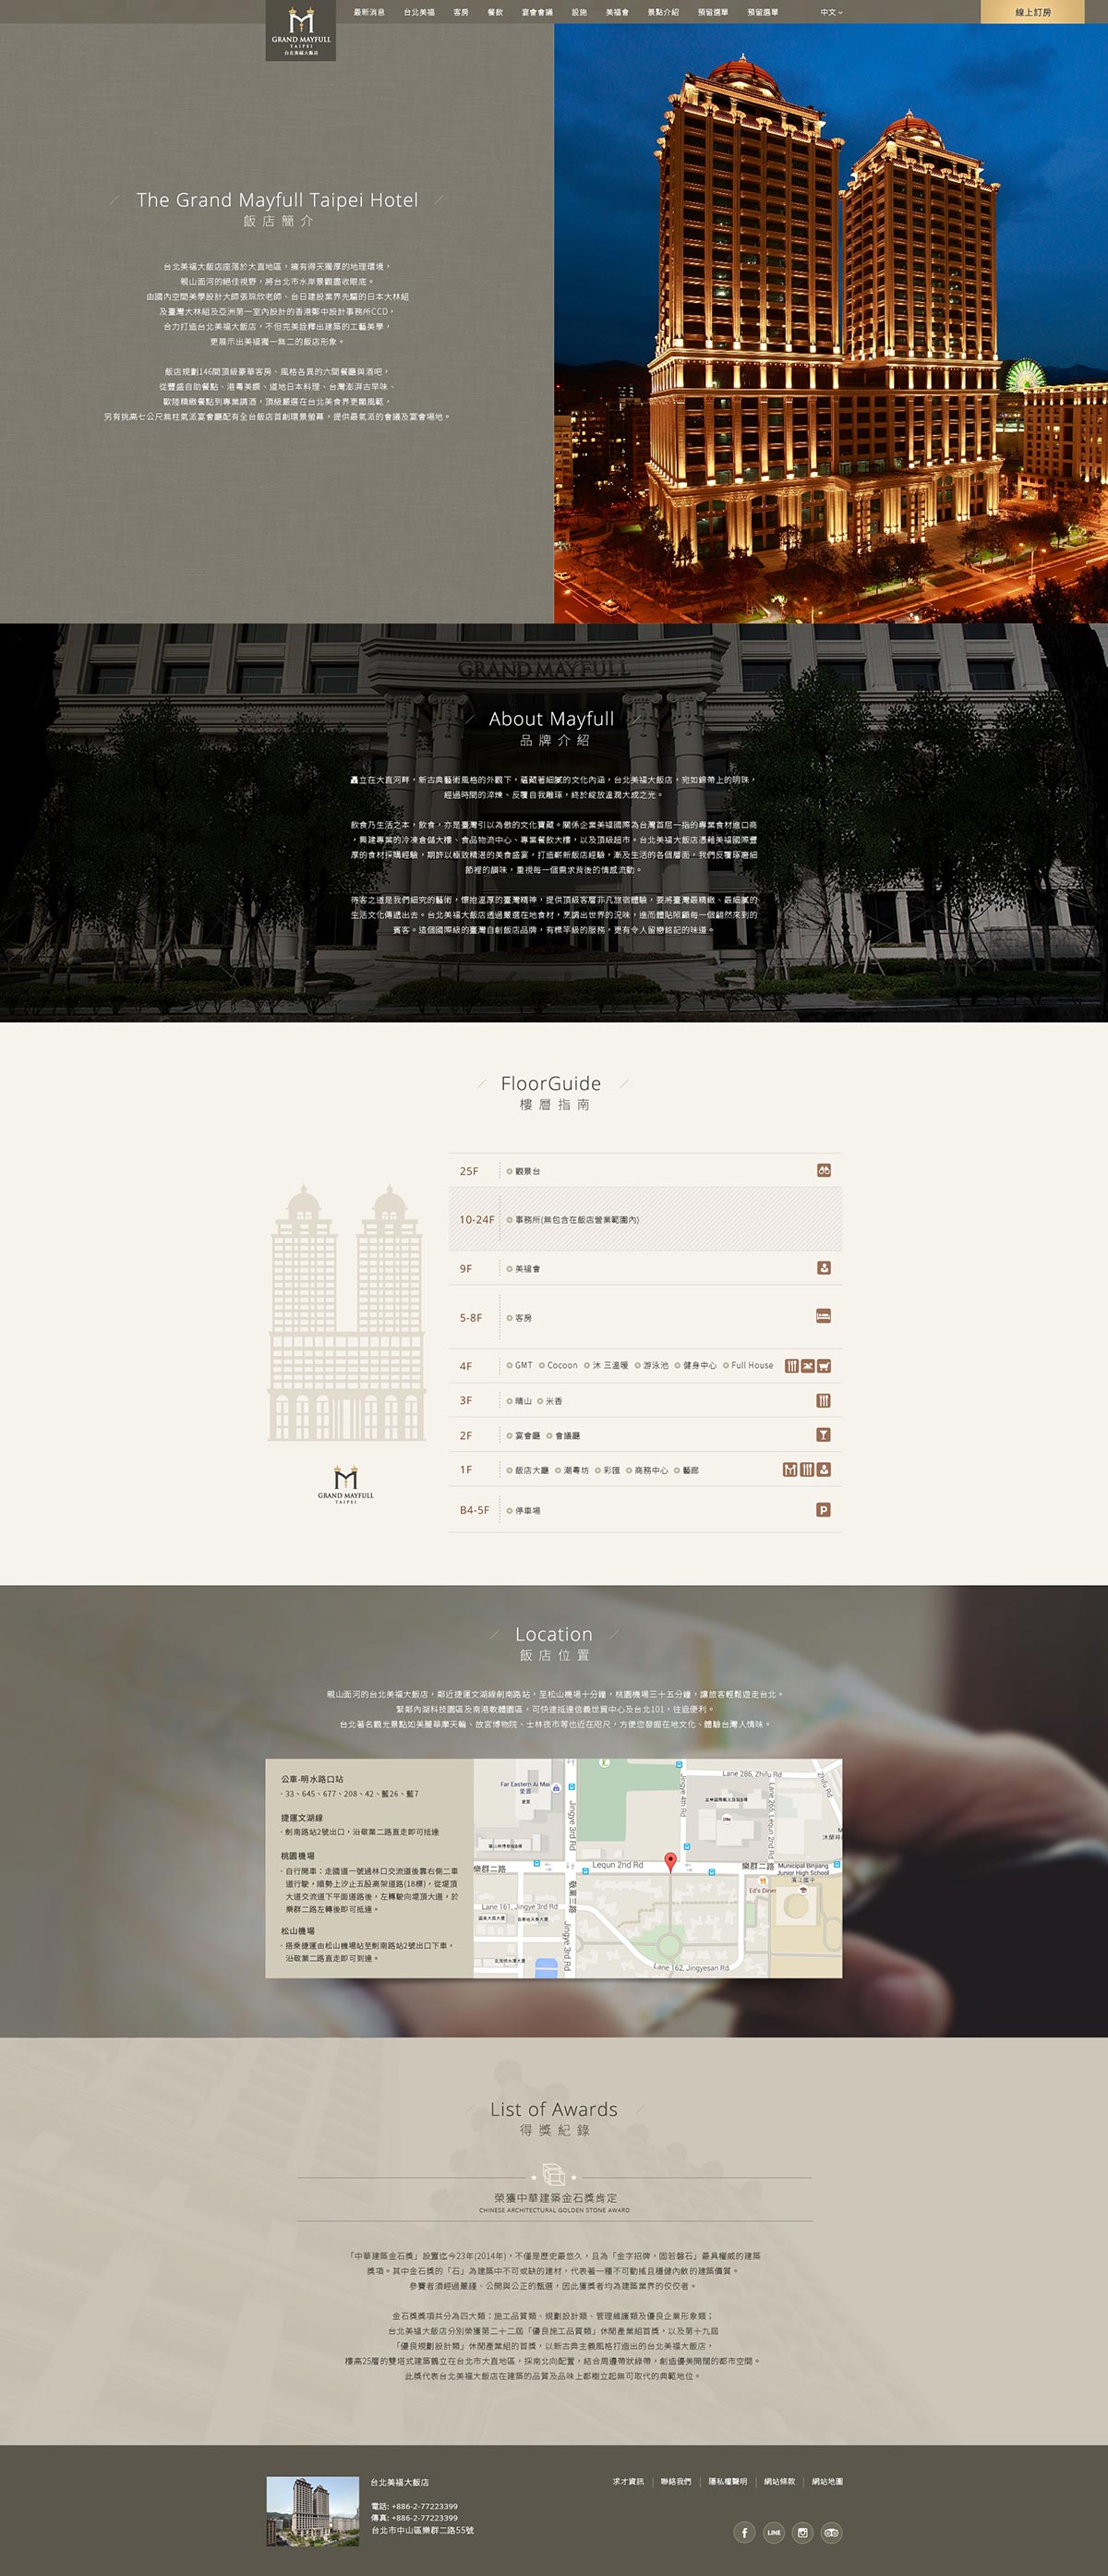 GRAND MAYFULL
TAIPEI
台北美福大飯店
最新消息 台北美福 客房 餐飲 宴會會議 設施 美福會 景點介紹 預留選單 預留選單 中文 線上訂房
The Grand Mayfull Taipei Hotel
飯店簡介
台北美福大飯店座落於大直地區，擁有得天獨厚的地理環境，
親山面河的絕佳視野，將台北市水岸景觀盡收眼底。
由國內空間美學設計大師張瑞欣老師、台日建設業界先驅的日本大林組
及臺灣大林組及亞洲第一室內設計的香港鄭中設計事務所CCD，
合力打造台北美福大飯店，不但完美詮釋出建築的工藝美學，
更展示出美福獨一無二的飯店形象。
飯店規劃146間頂級豪華客房、風格各異的六間餐廳與酒吧，
從豐盛自助餐點、港粵美饌、道地日本料理、台灣澎湃古早味、
歐陸精緻餐點到專業調酒，頂級嚴選在台北美食界更顯風範，
另有挑高七公尺無柱氣派宴會廳配有全台飯店首創環景螢幕，提供最氣派的會議及宴會場地。
GRAND MAYFULL
About Mayfull
品牌介紹
矗立在大直河畔，新古典藝術風格的外觀下，蘊藏著細膩的文化內涵，台北美福大飯店，宛如錦帶上的明珠，
經過時間的淬煉、反覆自我雕琢，終於綻放溫潤大成之光。
飲食乃生活之本，飲食，亦是臺灣引以為傲的文化寶藏。關係企業美福國際為台灣首屈一指的專業食材進口商
，興建專業的冷凍倉儲大樓、食品物流中心、專業餐飲大樓，以及頂級超市。台北美福大飯店憑藉美福國際豐
厚的食材採購經驗，期許以極致精湛的美食盛宴，打造嶄新飯店經驗，漸及生活的各個層面，我們反覆琢磨細
節裡的韻味，重視每一個需求背後的情感流動。
待客之道是我們細究的藝術，懷抱溫厚的臺灣精神，提供頂級客層非凡旅宿體驗，要將臺灣最精緻、最細膩的
生活文化傳遞出去。台北美福大飯店透過嚴選在地食材，烹調出世界的況味，進而體貼照顧每一個翩然來到的
賓客。這個國際級的臺灣自創飯店品牌，有標竿級的服務，更有令人留戀銘記的味道。
FloorGuide
樓層指南
25F 觀景台
10-24F 事務所(無包含在飯店營業範圍內)
9F 美福會
5-8F 客房
4F GMT Cocoon 沐 三溫暖 游泳池 健身中心 Full House
3F 晴山 米香
2F 宴會廳 會議廳
1F 飯店大廳 潮粵坊 彩匯 商務中心 藝廊
B4-5F 停車場 P
GRAND MAYFULL
TAIPEI
Location
飯店位置
親山面河的台北美福大飯店，鄰近捷運文湖線劍南路站，至松山機場十分鐘，桃園機場三十五分鐘，讓旅客輕鬆遊走台北。
緊鄰內湖科技園區及南港軟體園區，可快速抵達信義世貿中心及台北101，往返便利。
台北著名觀光景點如美麗華摩天輪、故宮博物院、士林夜市等也近在咫尺，方便您發掘在地文化、體驗台灣人情味。
公車-明水路口站
· 33、645、677、208、42、藍26、藍7
捷運文湖線
· 劍南路站2號出口，沿敬業二路直走即可抵達
桃園機場
· 自行開車：走國道一號過林口交流道後靠右側二車
道行駛，順勢上汐止五股高架道路(18標)，從堤頂
大道交流道下平面道路後，左轉駛向堤頂大道，於
樂群二路左轉後即可抵達。
松山機場
· 搭乘捷運由松山機場站至劍南路站2號出口下車，
沿敬業二路直走即可到達。
Far Eastern Ai Mai
愛買
Jingye 3rd Rd
Jingye 4th Rd
Lane 286, Zhifu Rd
Zhifu Rd
Lane 265, Lequn 2nd Rd
樂群二路
Lequn 2nd Rd
樂群二路
Municipal Binjiang
Junior High School
濱江國中
Ed's Diner
敬業三路
Lane 161, Jingye 3rd Rd
Jingye 3rd Rd
Lane 162, Jingyesan Rd
List of Awards
得獎紀錄
榮獲中華建築金石獎肯定
CHINESE ARCHITECTURAL GOLDEN STONE AWARD
「中華建築金石獎」設置迄今23年(2014年)，不僅是歷史最悠久，且為「金字招牌，固若磐石」最具權威的建築
獎項。其中金石獎的「石」為建築中不可或缺的建材，代表著一種不可動搖且穩健內斂的建築價質。
參賽者須經過嚴謹、公開與公正的甄選，因此獲獎者均為建築業界的佼佼者。
金石獎獎項共分為四大類：施工品質類、規劃設計類、管理維護類及優良企業形象類；
台北美福大飯店分別榮獲第二十二屆「優良施工品質類」休閒產業組首獎，以及第十九屆
「優良規劃設計類」休閒產業組的首獎，以新古典主義風格打造出的台北美福大飯店，
樓高25層的雙塔式建築鶴立在台北市大直地區，採南北向配置，結合周邊帶狀綠帶，創造優美開闊的都市空間。
此獎代表台北美福大飯店在建築的品質及品味上都樹立起無可取代的典範地位。
台北美福大飯店
電話: +886-2-77223399
傳真: +886-2-77223399
台北市中山區樂群二路55號
求才資訊 | 聯絡我們 | 隱私權聲明 | 網站條款 | 網站地圖
LINE